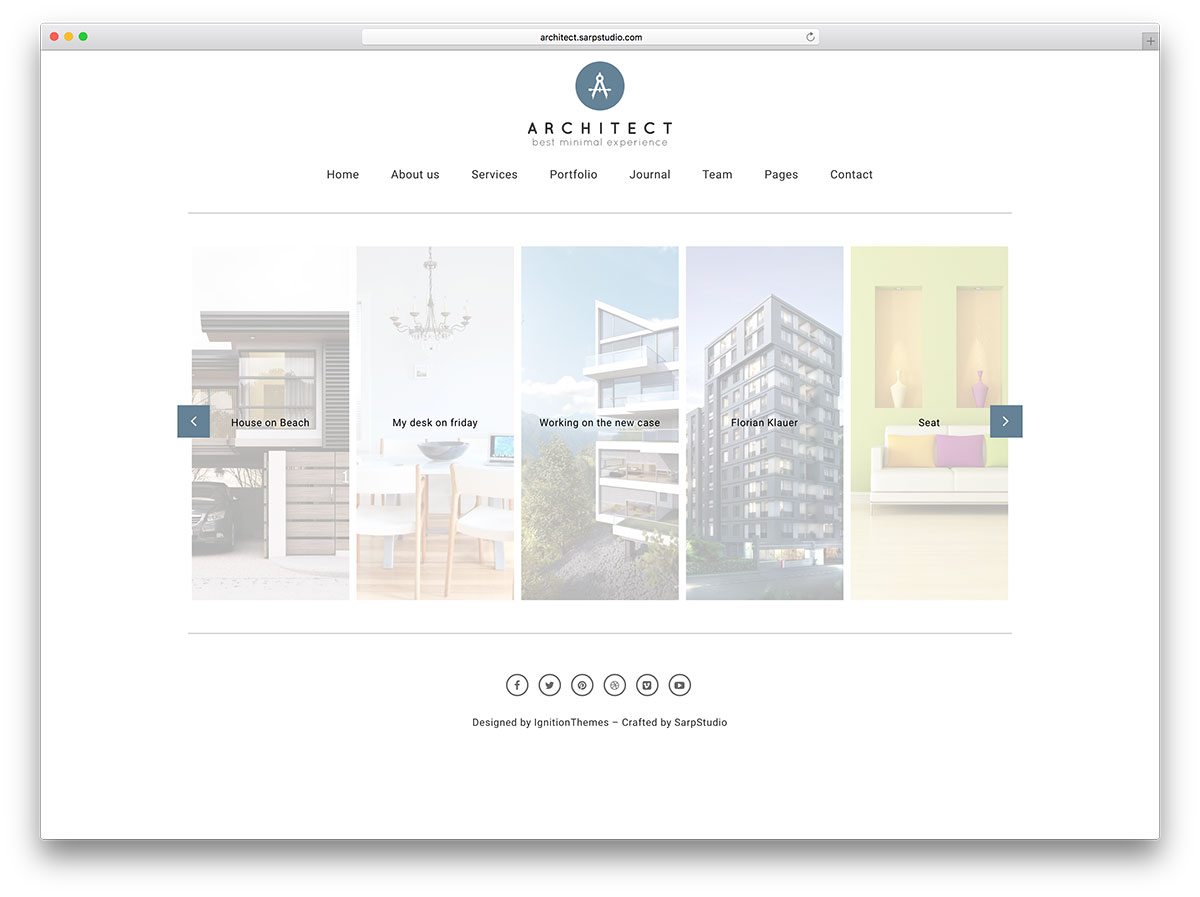 architect.sarpstudio.com
ARCHITECT
best minimal experience
Home About us Services Portfolio Journal Team Pages Contact
House on Beach My desk on friday Working on the new case Florian Klauer Seat
Designed by IgnitionThemes – Crafted by SarpStudio